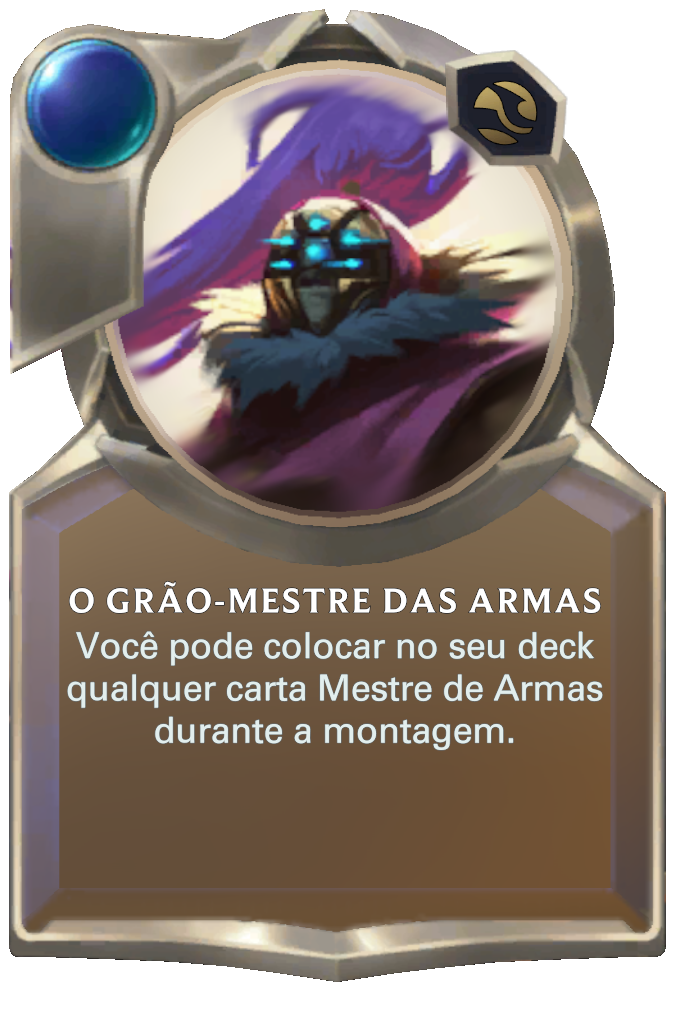 O GRÃO-MESTRE DAS ARMAS
Você pode colocar no seu deck
qualquer carta Mestre de Armas
durante a montagem.